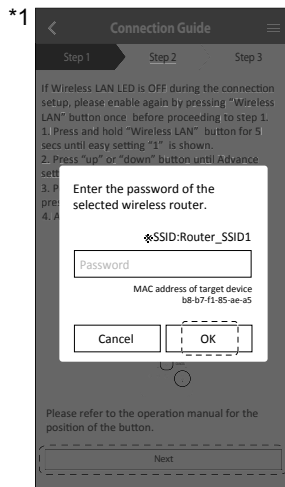 *1
Connection Guide
Step 1 Step 2 Step 3
If Wireless LAN LED is OFF during the connection
setup, please enable again by pressing "Wireless
LAN" button once before proceeding to step 1.
1. Press and hold "Wireless LAN" button for 5
secs until easy setting "1" is shown.
2. Press "up" or "down" button until Advance
sett
3. P
pres
4. A
Enter the password of the
selected wireless router.
※SSID:Router_SSID1
Password
MAC address of target device
b8-b7-f1-85-ae-a5
Cancel OK
Please refer to the operation manual for the
position of the button.
Next